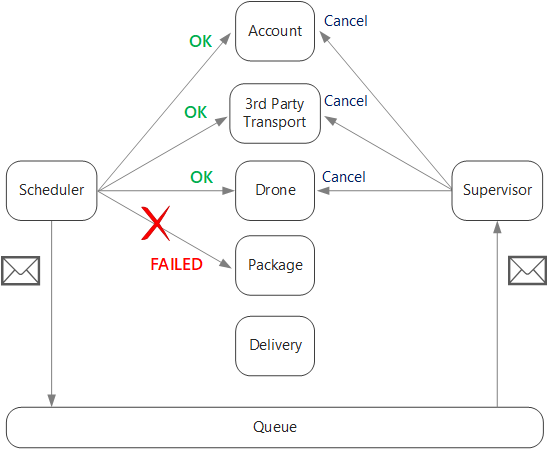 Account
Cancel
OK
3rd Party
Transport
Cancel
OK
Scheduler
OK
Drone
Cancel
Supervisor
FAILED
Package
Delivery
Queue